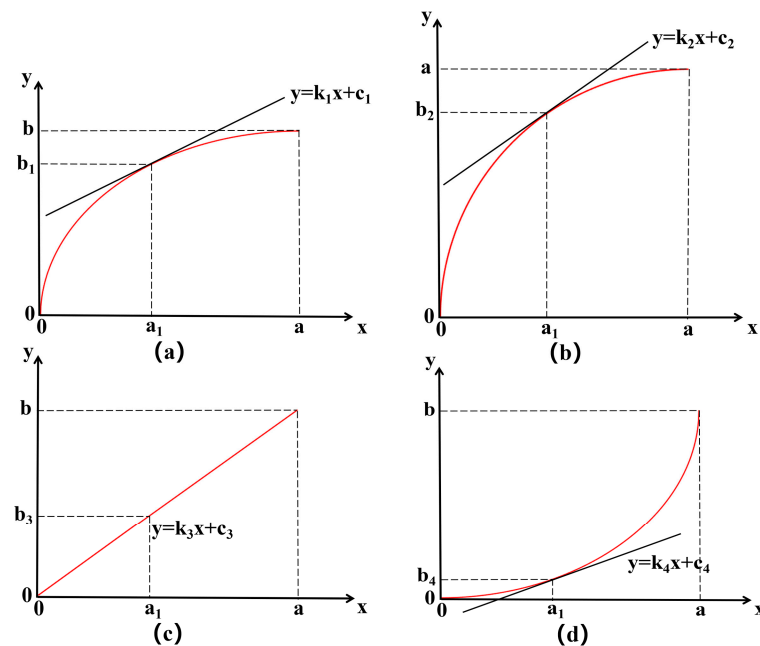 y
y=k₁x+c₁
b
b₁
0
0
a₁
a
x
(a)
y
y=k₂x+c₂
a
b₂
0
0
a₁
a
x
(b)
y
b
b₃
y=k₃x+c₃
0
0
a₁
a
x
(c)
y
b
b₄
y=k₄x+c₄
0
0
a₁
a
x
(d)